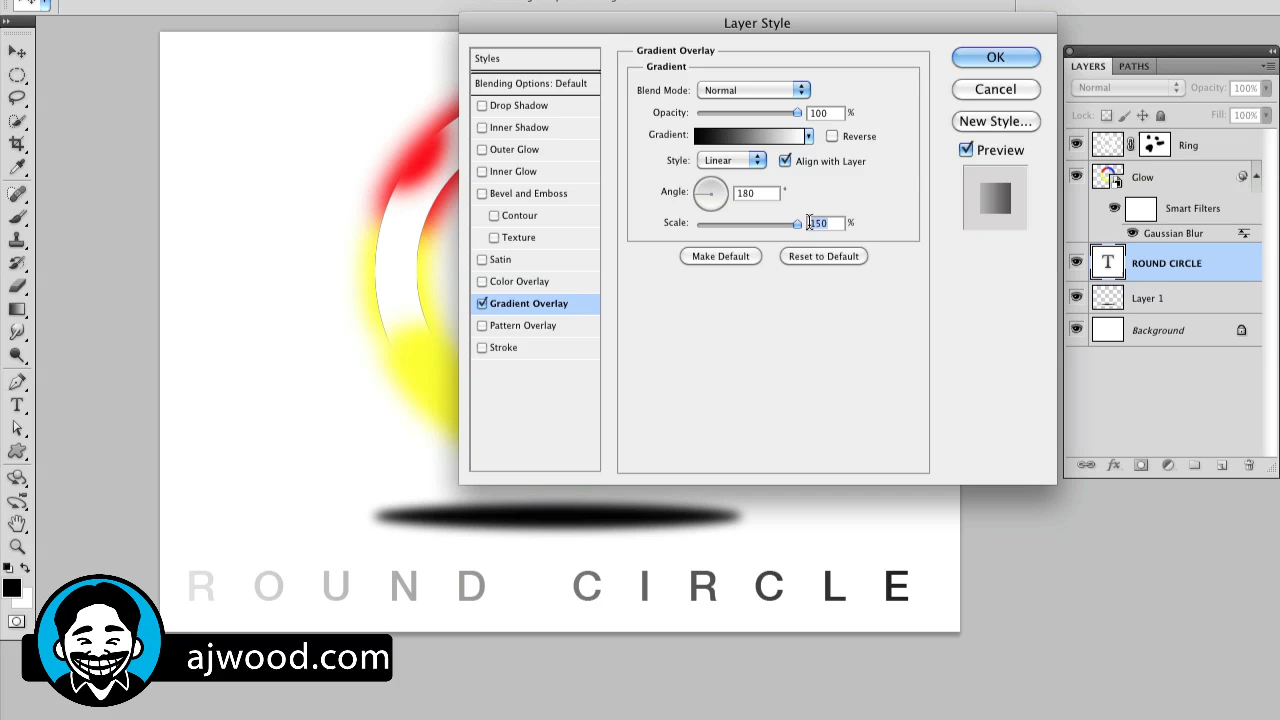 Layer Style
Styles
Blending Options: Default
Drop Shadow
Inner Shadow
Outer Glow
Inner Glow
Bevel and Emboss
Contour
Texture
Satin
Color Overlay
Gradient Overlay
Pattern Overlay
Stroke
Gradient Overlay
Gradient
Blend Mode: Normal
Opacity: 100 %
Gradient: Reverse
Style: Linear Align with Layer
Angle: 180 °
Scale: 150 %
Make Default Reset to Default
OK
Cancel
New Style...
Preview
LAYERS PATHS
Normal Opacity: 100%
Lock: Fill: 100%
Ring
Glow
Smart Filters
Gaussian Blur
T ROUND CIRCLE
Layer 1
Background
fx
ROUND CIRCLE
ajwood.com